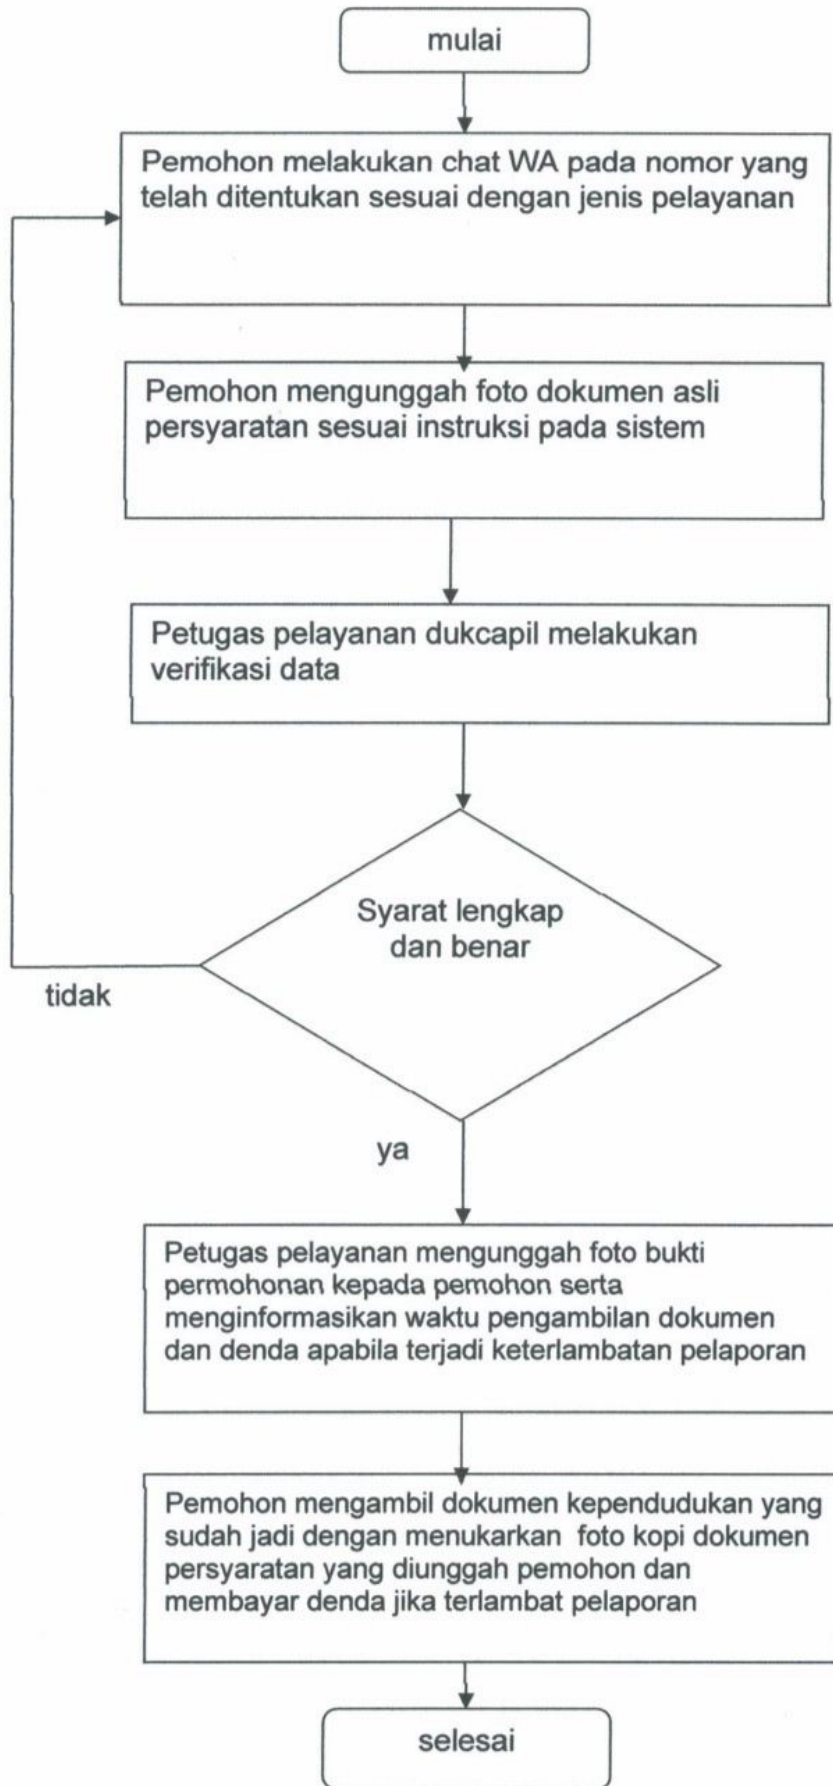 mulai
Pemohon melakukan chat WA pada nomor yang
telah ditentukan sesuai dengan jenis pelayanan
Pemohon mengunggah foto dokumen asli
persyaratan sesuai instruksi pada sistem
Petugas pelayanan dukcapil melakukan
verifikasi data
Syarat lengkap
dan benar
tidak
ya
Petugas pelayanan mengunggah foto bukti
permohonan kepada pemohon serta
menginformasikan waktu pengambilan dokumen
dan denda apabila terjadi keterlambatan pelaporan
Pemohon mengambil dokumen kependudukan yang
sudah jadi dengan menukarkan foto kopi dokumen
persyaratan yang diunggah pemohon dan
membayar denda jika terlambat pelaporan
selesai